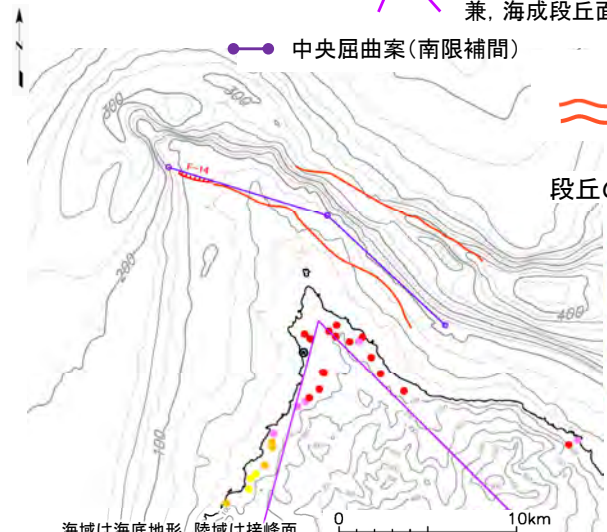 兼, 海成段丘面
中央屈曲案(南限補間)
段丘の
300
300
F-14
200
400
100
0 10km
海域は海底地形, 陸域は接峰面